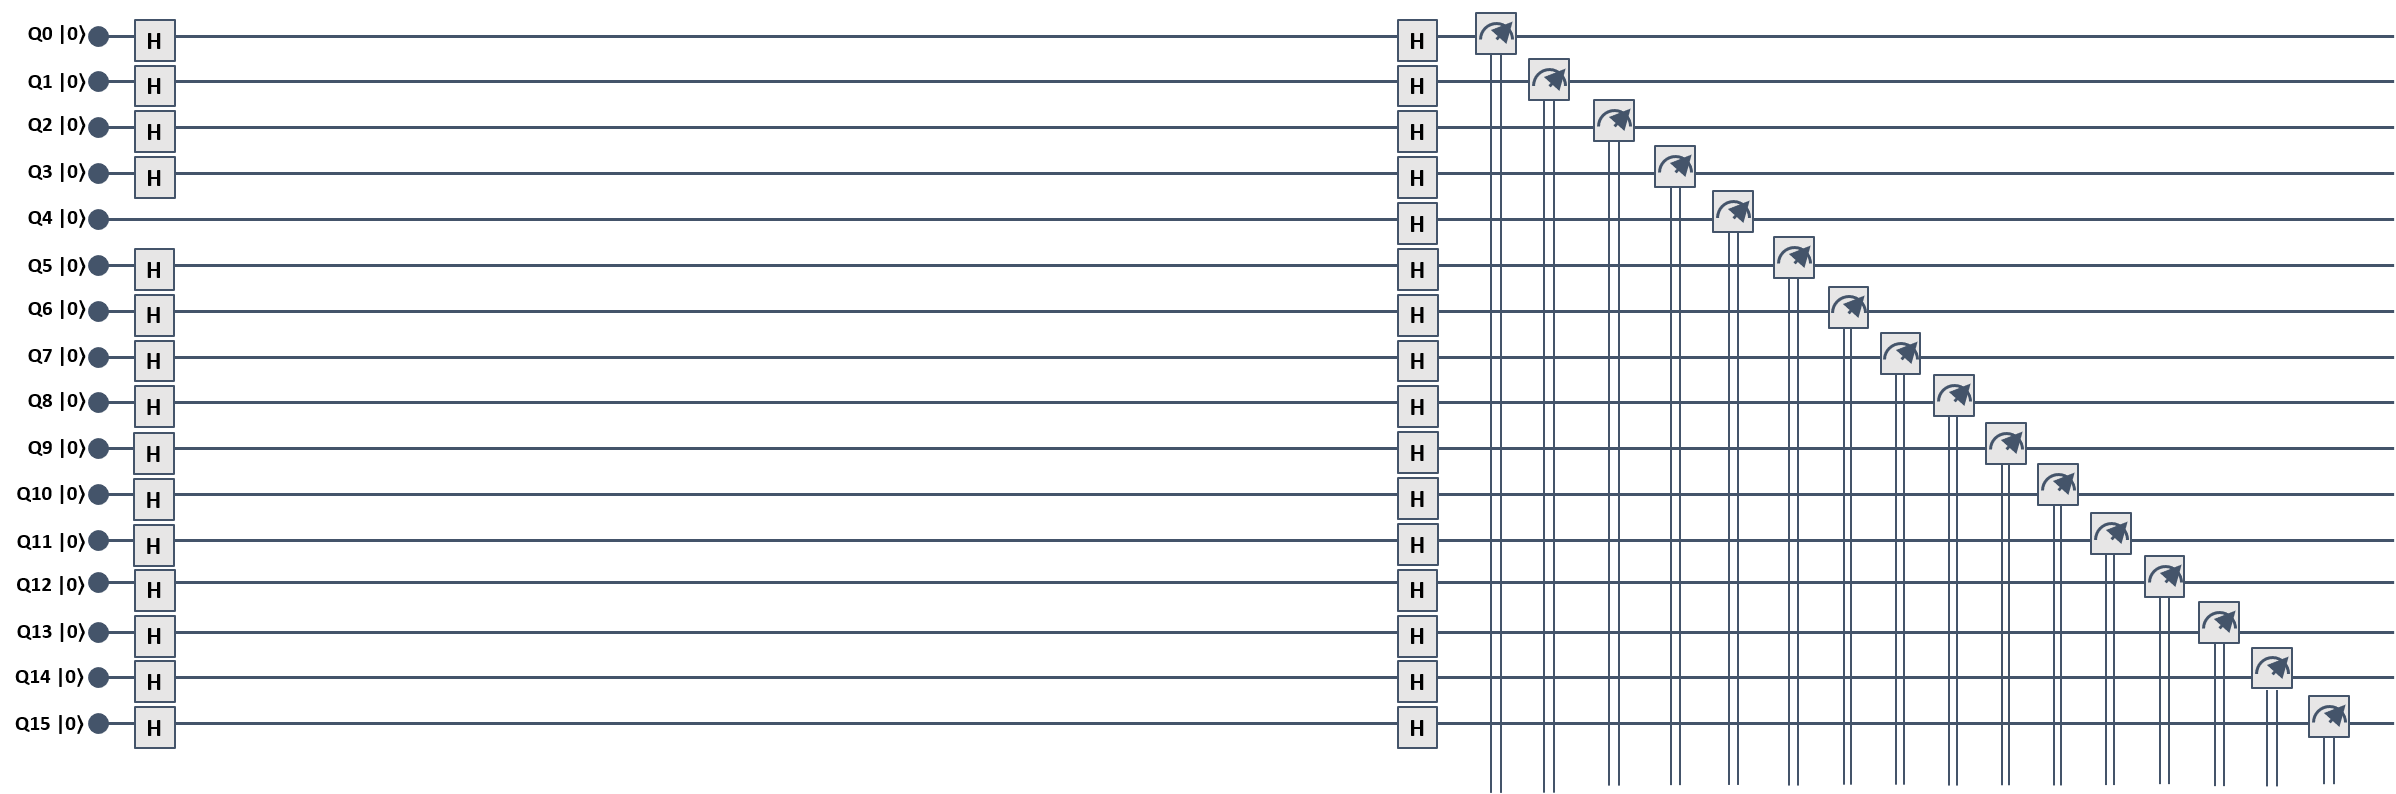 Q0 |0⟩ H H
Q1 |0⟩ H H
Q2 |0⟩ H H
Q3 |0⟩ H H
Q4 |0⟩ H
Q5 |0⟩ H H
Q6 |0⟩ H H
Q7 |0⟩ H H
Q8 |0⟩ H H
Q9 |0⟩ H H
Q10 |0⟩ H H
Q11 |0⟩ H H
Q12 |0⟩ H H
Q13 |0⟩ H H
Q14 |0⟩ H H
Q15 |0⟩ H H